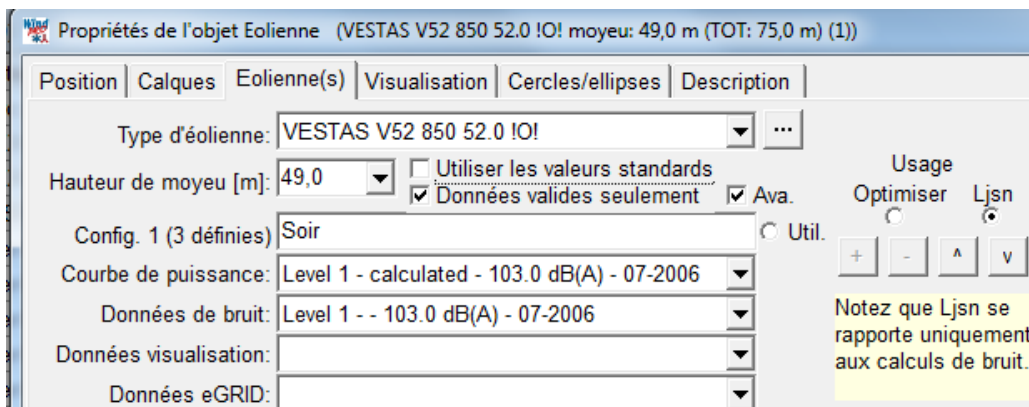 Propriétés de l'objet Eolienne (VESTAS V52 850 52.0 !O! moyeu: 49,0 m (TOT: 75,0 m) (1))
Position Calques Eolienne(s) Visualisation Cercles/ellipses Description
Type d'éolienne: VESTAS V52 850 52.0 !O! ...
Hauteur de moyeu [m]: 49,0 Utiliser les valeurs standards
Données valides seulement Ava.
Usage
Optimiser Ljsn
Config. 1 (3 définies) Soir Util.
+ - ^ v
Courbe de puissance: Level 1 - calculated - 103.0 dB(A) - 07-2006
Données de bruit: Level 1 - - 103.0 dB(A) - 07-2006
Données visualisation:
Données eGRID:
Notez que Ljsn se
rapporte uniquement
aux calculs de bruit.